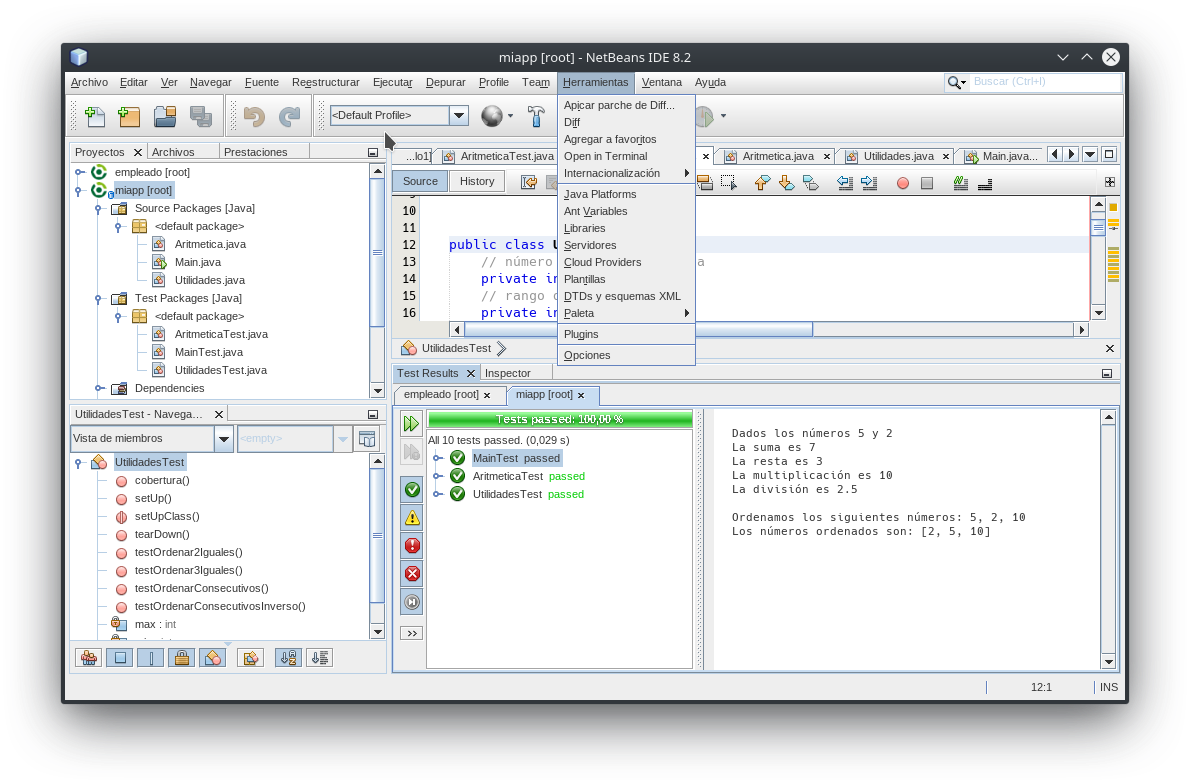 miapp [root] - NetBeans IDE 8.2
Archivo Editar Ver Navegar Fuente Reestructurar Ejecutar Depurar Profile Team Herramientas Ventana Ayuda
Buscar (Ctrl+I)
<Default Profile>
Proyectos Archivos Prestaciones
empleado [root]
miapp [root]
Source Packages [Java]
<default package>
Aritmetica.java
Main.java
Utilidades.java
Test Packages [Java]
<default package>
AritmeticaTest.java
MainTest.java
UtilidadesTest.java
Dependencies
UtilidadesTest - Navega...
Vista de miembros
<empty>
UtilidadesTest
cobertura()
setUp()
setUpClass()
tearDown()
testOrdenar2Iguales()
testOrdenar3Iguales()
testOrdenarConsecutivos()
testOrdenarConsecutivosInverso()
max : int
...lo1] AritmeticaTest.java Aritmetica.java Utilidades.java Main.java...
Source History
10
11
12 public class
13 // número a
14 private in
15 // rango
16 private in
UtilidadesTest
Apicar parche de Diff...
Diff
Agregar a favoritos
Open in Terminal
Internacionalización
Java Platforms
Ant Variables
Libraries
Servidores
Cloud Providers
Plantillas
DTDs y esquemas XML
Paleta
Plugins
Opciones
Test Results Inspector
empleado [root] miapp [root]
Tests passed: 100,00 %
All 10 tests passed. (0,029 s)
MainTest passed
AritmeticaTest passed
UtilidadesTest passed
>>
Dados los números 5 y 2
La suma es 7
La resta es 3
La multiplicación es 10
La división es 2.5
Ordenamos los siguientes números: 5, 2, 10
Los números ordenados son: [2, 5, 10]
12:1 INS